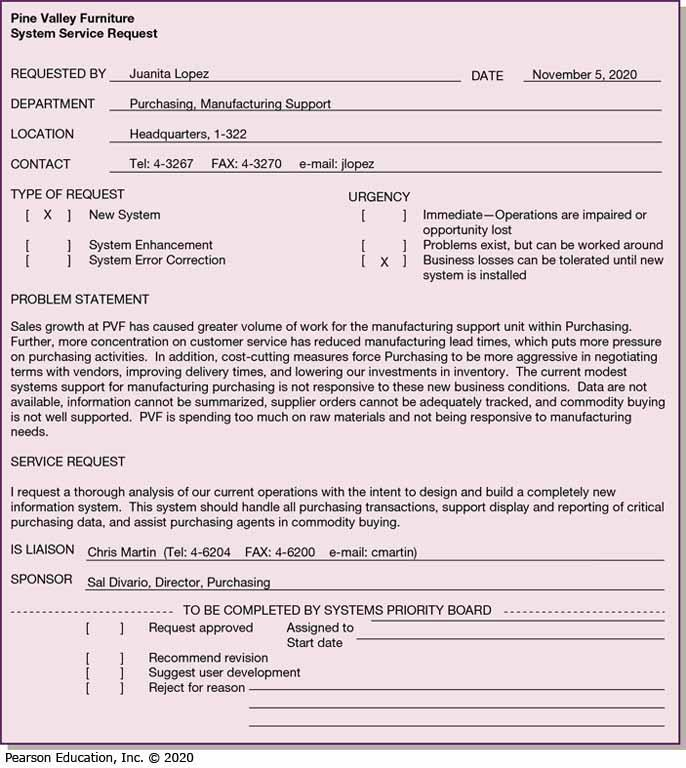 Pine Valley Furniture
System Service Request
REQUESTED BY Juanita Lopez DATE November 5, 2020
DEPARTMENT Purchasing, Manufacturing Support
LOCATION Headquarters, 1-322
CONTACT Tel: 4-3267 FAX: 4-3270 e-mail: jlopez
TYPE OF REQUEST URGENCY
[ X ] New System [ ] Immediate—Operations are impaired or
opportunity lost
[ ] System Enhancement [ ] Problems exist, but can be worked around
[ ] System Error Correction [ X ] Business losses can be tolerated until new
system is installed
PROBLEM STATEMENT
Sales growth at PVF has caused greater volume of work for the manufacturing support unit within Purchasing.
Further, more concentration on customer service has reduced manufacturing lead times, which puts more pressure
on purchasing activities. In addition, cost-cutting measures force Purchasing to be more aggressive in negotiating
terms with vendors, improving delivery times, and lowering our investments in inventory. The current modest
systems support for manufacturing purchasing is not responsive to these new business conditions. Data are not
available, information cannot be summarized, supplier orders cannot be adequately tracked, and commodity buying
is not well supported. PVF is spending too much on raw materials and not being responsive to manufacturing
needs.
SERVICE REQUEST
I request a thorough analysis of our current operations with the intent to design and build a completely new
information system. This system should handle all purchasing transactions, support display and reporting of critical
purchasing data, and assist purchasing agents in commodity buying.
IS LIAISON Chris Martin (Tel: 4-6204 FAX: 4-6200 e-mail: cmartin)
SPONSOR Sal Divario, Director, Purchasing
TO BE COMPLETED BY SYSTEMS PRIORITY BOARD
[ ] Request approved Assigned to
Start date
[ ] Recommend revision
[ ] Suggest user development
[ ] Reject for reason
Pearson Education, Inc. © 2020